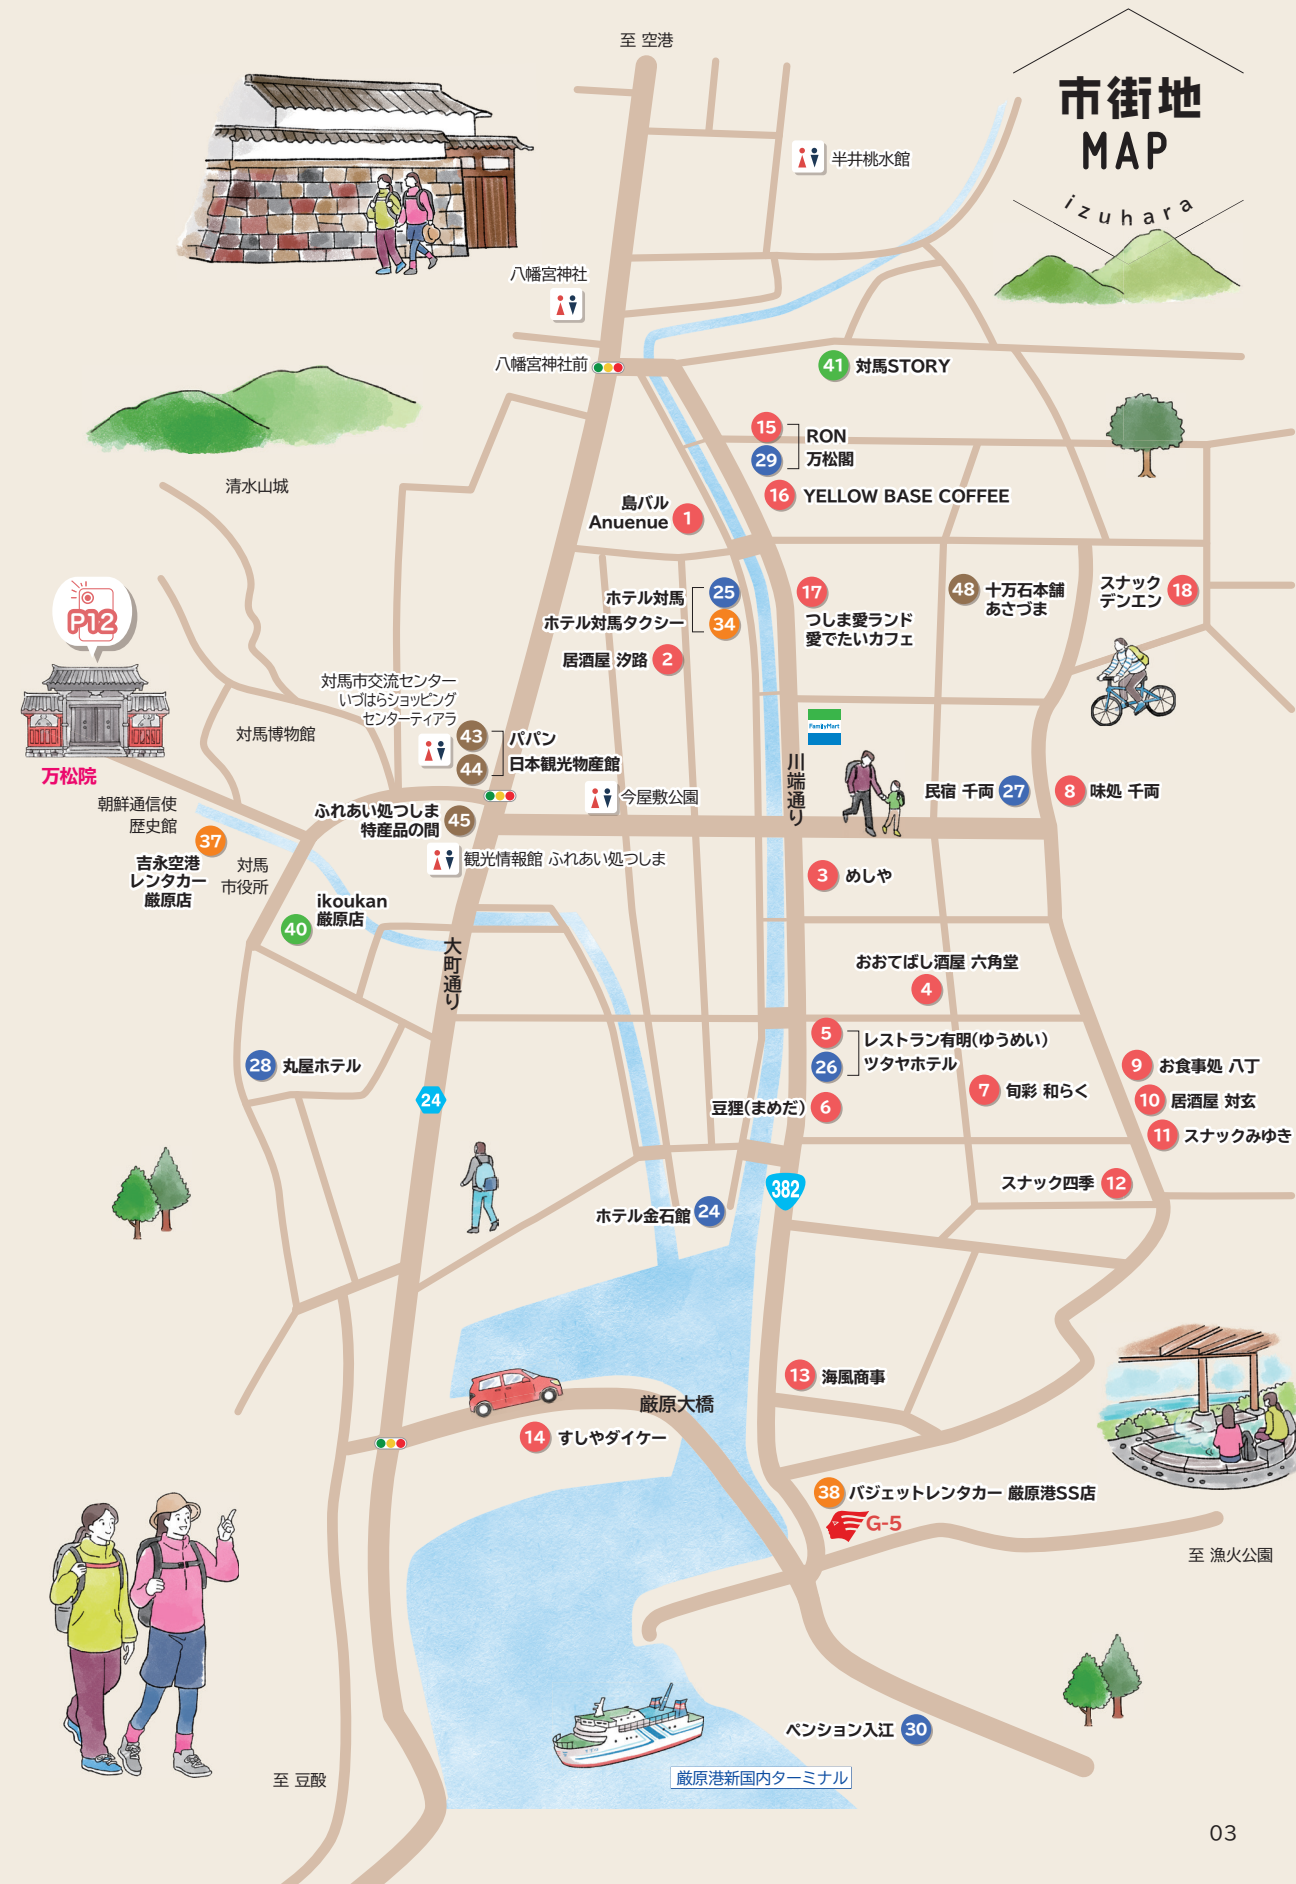 至 空港
市街地
MAP
izuhara
半井桃水館
八幡宮神社
八幡宮神社前
41 対馬STORY
15 RON
29 万松閣
16 YELLOW BASE COFFEE
清水山城
島バル
Anuenue 1
ホテル対馬 25
ホテル対馬タクシー 34
居酒屋 汐路 2
17
つしま愛ランド
愛でたいカフェ
48 十万石本舗
あさづま
スナック
デンエン 18
P12
万松院
対馬市交流センター
いづはらショッピング
センターティアラ
対馬博物館
43 パパン
44 日本観光物産館
FamilyMart
川端通り
今屋敷公園
民宿 千両 27
8 味処 千両
朝鮮通信使
歴史館
ふれあい処つしま
特産品の間 45
観光情報館 ふれあい処つしま
37
吉永空港
レンタカー
厳原店
対馬
市役所
3 めしや
ikoukan
厳原店
40
大町通り
おおてばし酒屋 六角堂
4
5 レストラン有明(ゆうめい)
26 ツタヤホテル
28 丸屋ホテル
24
7 旬彩 和らく
豆狸(まめだ) 6
9 お食事処 八丁
10 居酒屋 対玄
11 スナックみゆき
スナック四季 12
382
ホテル金石館 24
13 海風商事
厳原大橋
14 すしやダイケー
38 バジェットレンタカー 厳原港SS店
G-5
至 漁火公園
ペンション入江 30
厳原港新国内ターミナル
至 豆酘
03